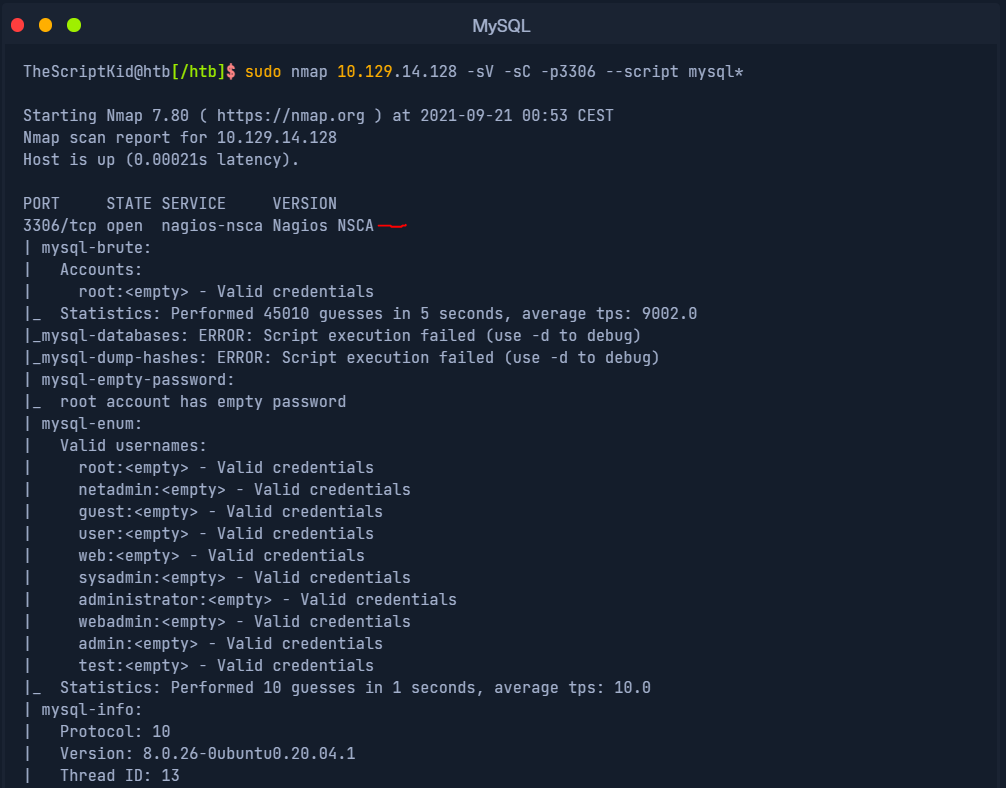 MySQL
TheScriptKid@htb[/htb]$ sudo nmap 10.129.14.128 -sV -sC -p3306 --script mysql*
Starting Nmap 7.80 ( https://nmap.org ) at 2021-09-21 00:53 CEST
Nmap scan report for 10.129.14.128
Host is up (0.00021s latency).
PORT     STATE SERVICE     VERSION
3306/tcp open  nagios-nsca Nagios NSCA
| mysql-brute:
|   Accounts:
|     root:<empty> - Valid credentials
|_  Statistics: Performed 45010 guesses in 5 seconds, average tps: 9002.0
|_mysql-databases: ERROR: Script execution failed (use -d to debug)
|_mysql-dump-hashes: ERROR: Script execution failed (use -d to debug)
| mysql-empty-password:
|_  root account has empty password
| mysql-enum:
|   Valid usernames:
|     root:<empty> - Valid credentials
|     netadmin:<empty> - Valid credentials
|     guest:<empty> - Valid credentials
|     user:<empty> - Valid credentials
|     web:<empty> - Valid credentials
|     sysadmin:<empty> - Valid credentials
|     administrator:<empty> - Valid credentials
|     webadmin:<empty> - Valid credentials
|     admin:<empty> - Valid credentials
|     test:<empty> - Valid credentials
|_  Statistics: Performed 10 guesses in 1 seconds, average tps: 10.0
| mysql-info:
|   Protocol: 10
|   Version: 8.0.26-0ubuntu0.20.04.1
|   Thread ID: 13